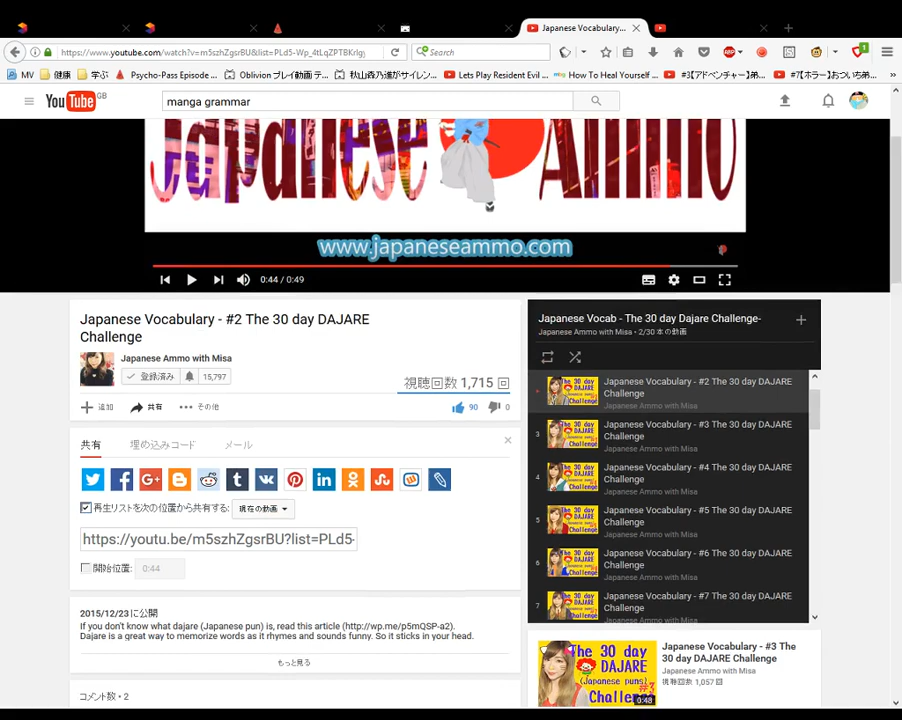 Japanese Vocabulary...
https://www.youtube.com/watch?v=m5szhZgsrBU&list=PLd5-Wp_4tLqZPTBKrlgy
Search
MV
健康
学ぶ
Psycho-Pass Episode ...
Oblivion プレイ動画 - テ...
秋山森乃進がサイレン...
Lets Play Resident Evil ...
How To Heal Yourself ...
#3【アドベンチャー】弟...
#7【ホラー】おついち弟...
YouTube GB
manga grammar
Japanese Ammo
www.japaneseammo.com
0:44 / 0:49
Japanese Vocabulary - #2 The 30 day DAJARE
Challenge
Japanese Ammo with Misa
登録済み
15,797
視聴回数 1,715 回
追加
共有
その他
90
0
共有
埋め込みコード
メール
再生リストを次の位置から共有する:
現在の動画
https://youtu.be/m5szhZgsrBU?list=PLd5-
開始位置:
0:44
2015/12/23 に公開
If you don't know what dajare (Japanese pun) is, read this article (http://wp.me/p5mQSP-a2).
Dajare is a great way to memorize words as it rhymes and sounds funny. So it sticks in your head.
もっと見る
コメント数 • 2
Japanese Vocab - The 30 day Dajare Challenge-
Japanese Ammo with Misa • 2/30 本の動画
Japanese Vocabulary - #2 The 30 day DAJARE
Challenge
Japanese Ammo with Misa
3
Japanese Vocabulary - #3 The 30 day DAJARE
Challenge
Japanese Ammo with Misa
4
Japanese Vocabulary - #4 The 30 day DAJARE
Challenge
Japanese Ammo with Misa
5
Japanese Vocabulary - #5 The 30 day DAJARE
Challenge
Japanese Ammo with Misa
6
Japanese Vocabulary - #6 The 30 day DAJARE
Challenge
Japanese Ammo with Misa
7
Japanese Vocabulary - #7 The 30 day DAJARE
Challenge
Japanese Ammo with Misa
The 30 day
DAJARE
(Japanese puns)
Challenge
#3
0:48
Japanese Vocabulary - #3 The
30 day DAJARE Challenge
Japanese Ammo with Misa
視聴回数 1,057 回